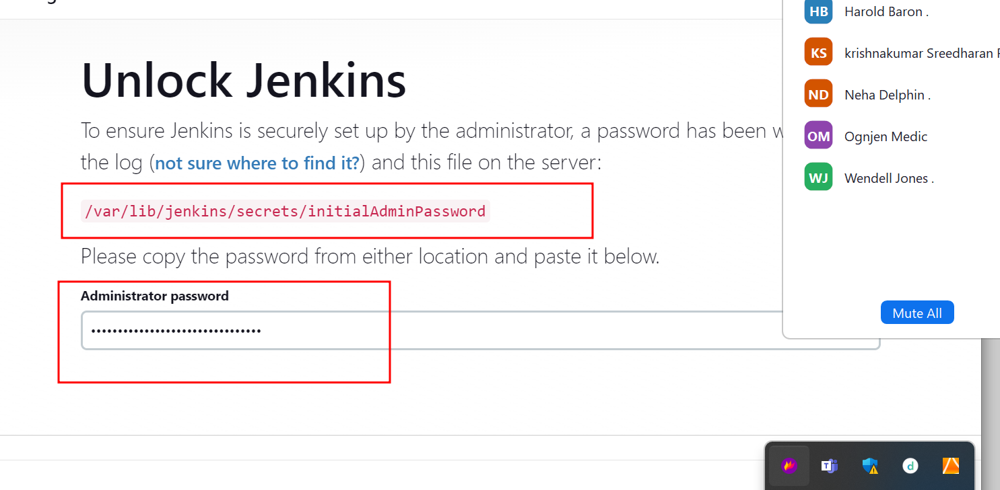 Unlock Jenkins
To ensure Jenkins is securely set up by the administrator, a password has been
the log (not sure where to find it?) and this file on the server:
/var/lib/jenkins/secrets/initialAdminPassword
Please copy the password from either location and paste it below.
Administrator password
••••••••••••••••••••••••••••••••
HB Harold Baron .
KS krishnakumar Sreedharan
ND Neha Delphin .
OM Ognjen Medic
WJ Wendell Jones .
Mute All
T
d